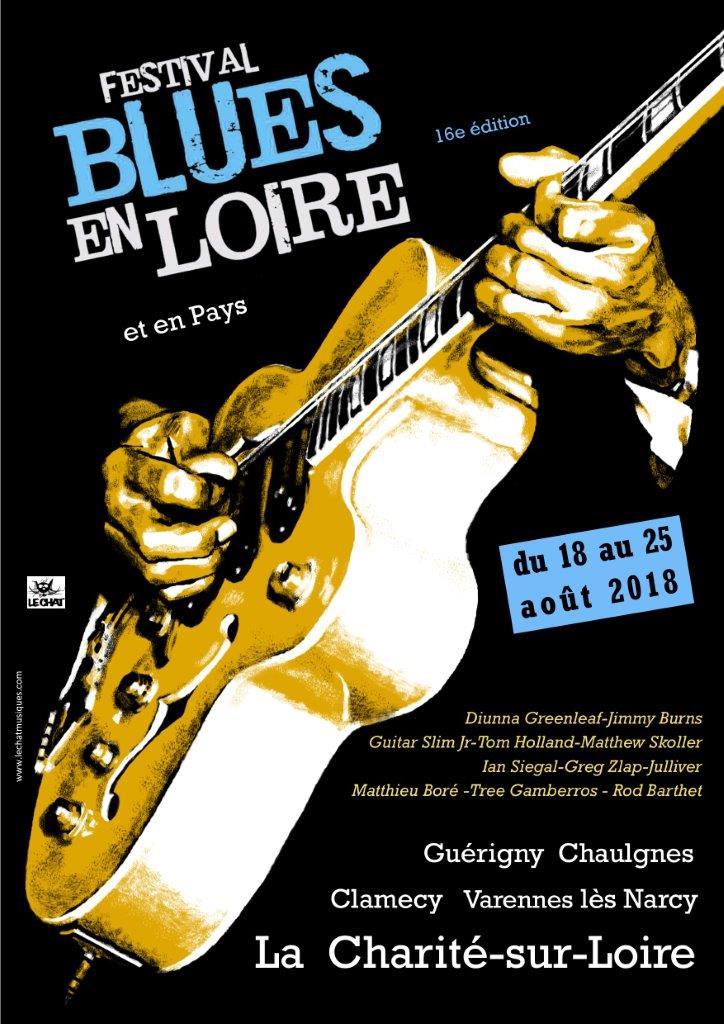 FESTIVAL
BLUES
EN LOIRE
16e édition
et en Pays
du 18 au 25
août 2018
LE CHAT
www.lechatmusiques.com
Diunna Greenleaf-Jimmy Burns
Guitar Slim Jr-Tom Holland-Matthew Skoller
Ian Siegal-Greg Zlap-Julliver
Matthieu Boré -Tree Gamberros - Rod Barthet
Guérigny Chaulgnes
Clamecy Varennes lès Narcy
La Charité-sur-Loire